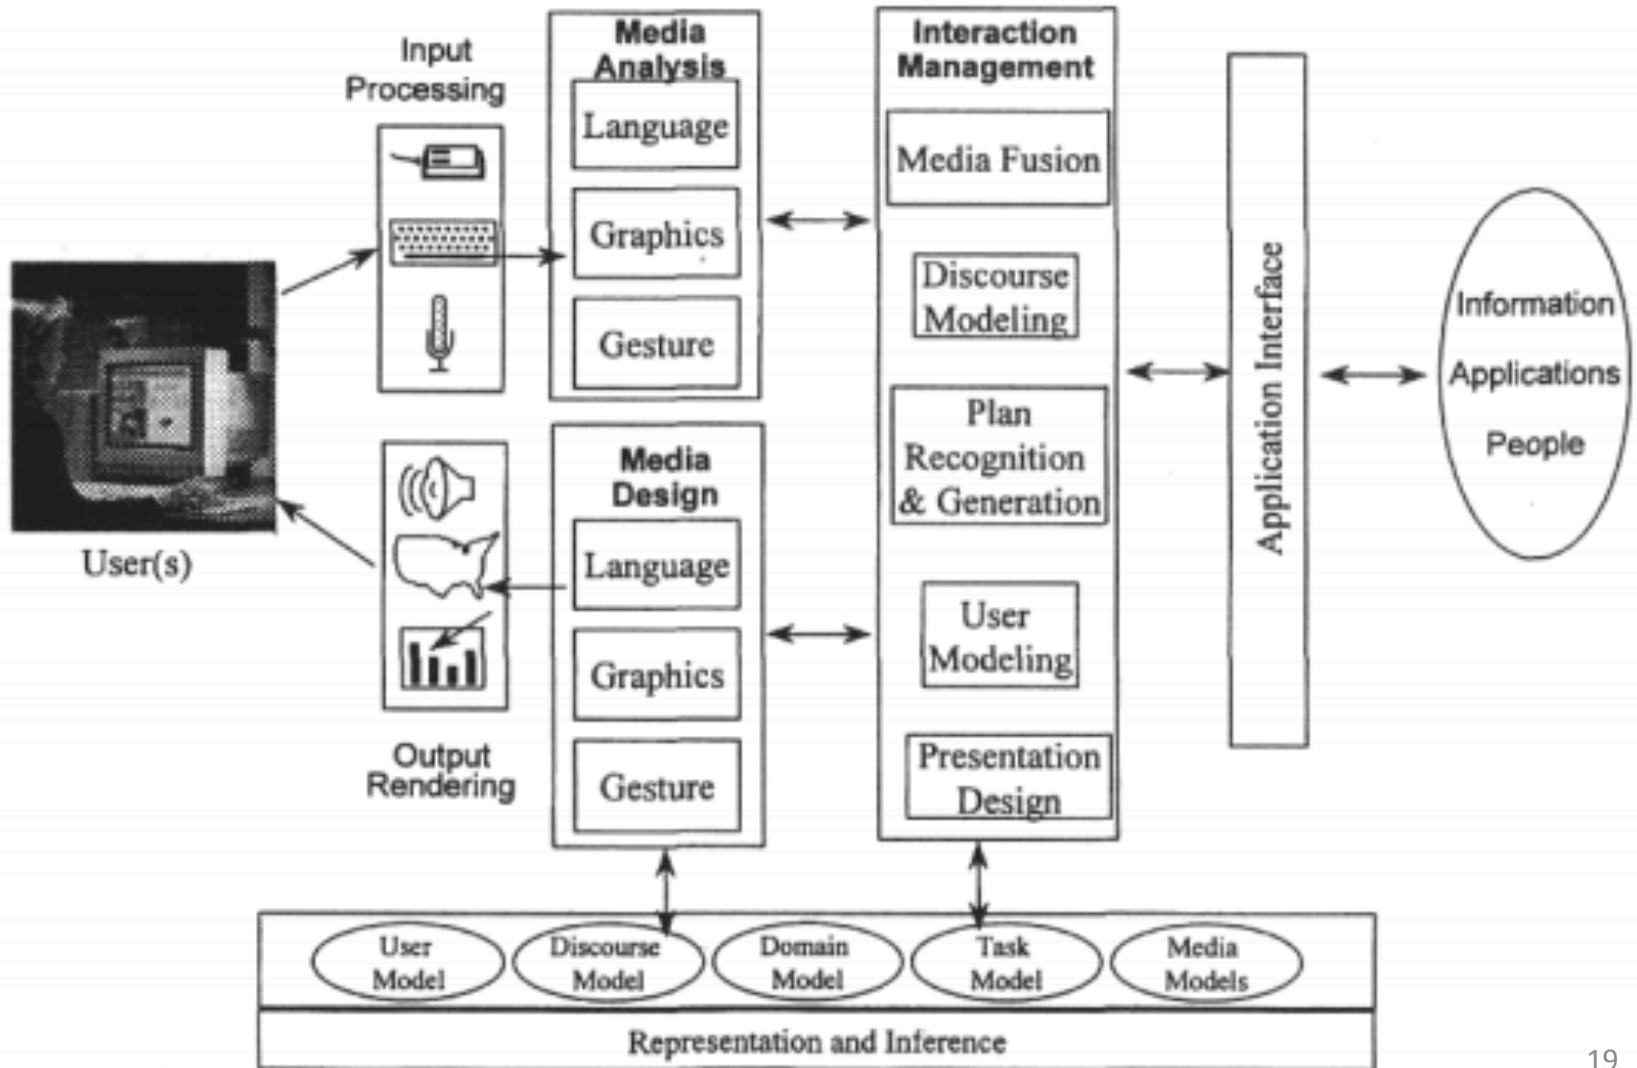 Input
Processing
Media
Analysis
Language
Graphics
Gesture
Interaction
Management
Media Fusion
Discourse
Modeling
Plan
Recognition
& Generation
User
Modeling
Presentation
Design
Application Interface
Information
Applications
People
User(s)
Media
Design
Language
Graphics
Gesture
Output
Rendering
User
Model
Discourse
Model
Domain
Model
Task
Model
Media
Models
Representation and Inference
19